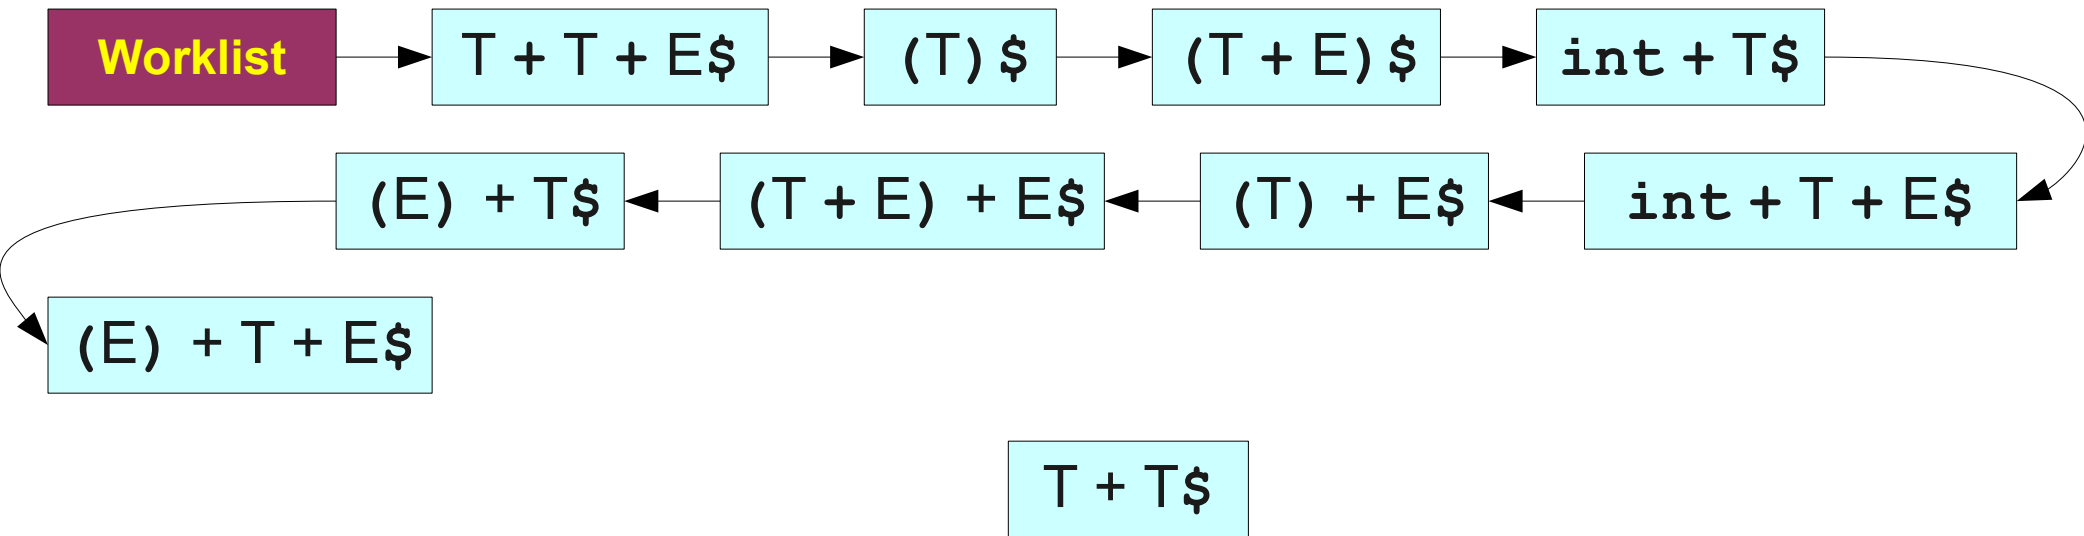 Worklist
T + T + E$
(T)$
(T + E)$
int + T$
int + T + E$
(T) + E$
(T + E) + E$
(E) + T$
(E) + T + E$
T + T$